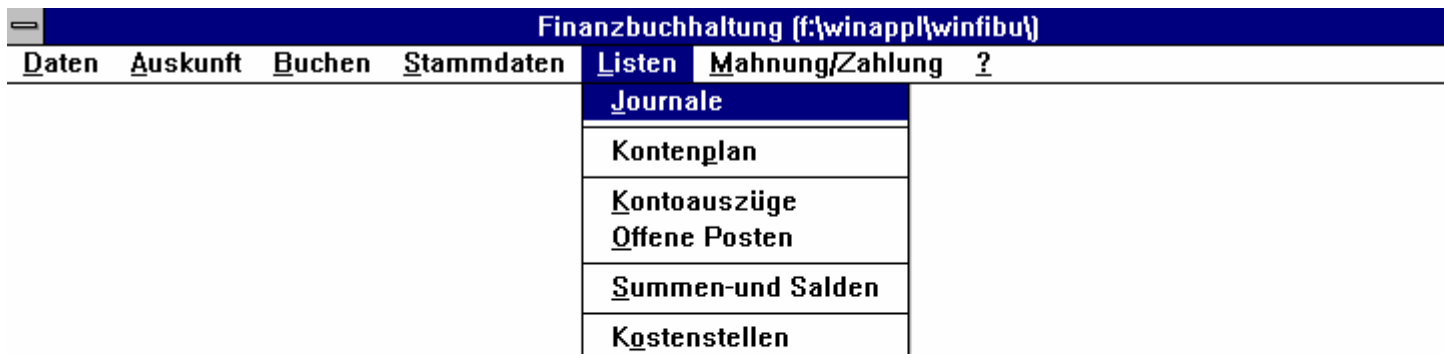 Finanzbuchhaltung (f:\winappl\winfibu\)
Daten Auskunft Buchen Stammdaten Listen Mahnung/Zahlung ?
Journale
Kontenplan
Kontoauszüge
Offene Posten
Summen-und Salden
Kostenstellen